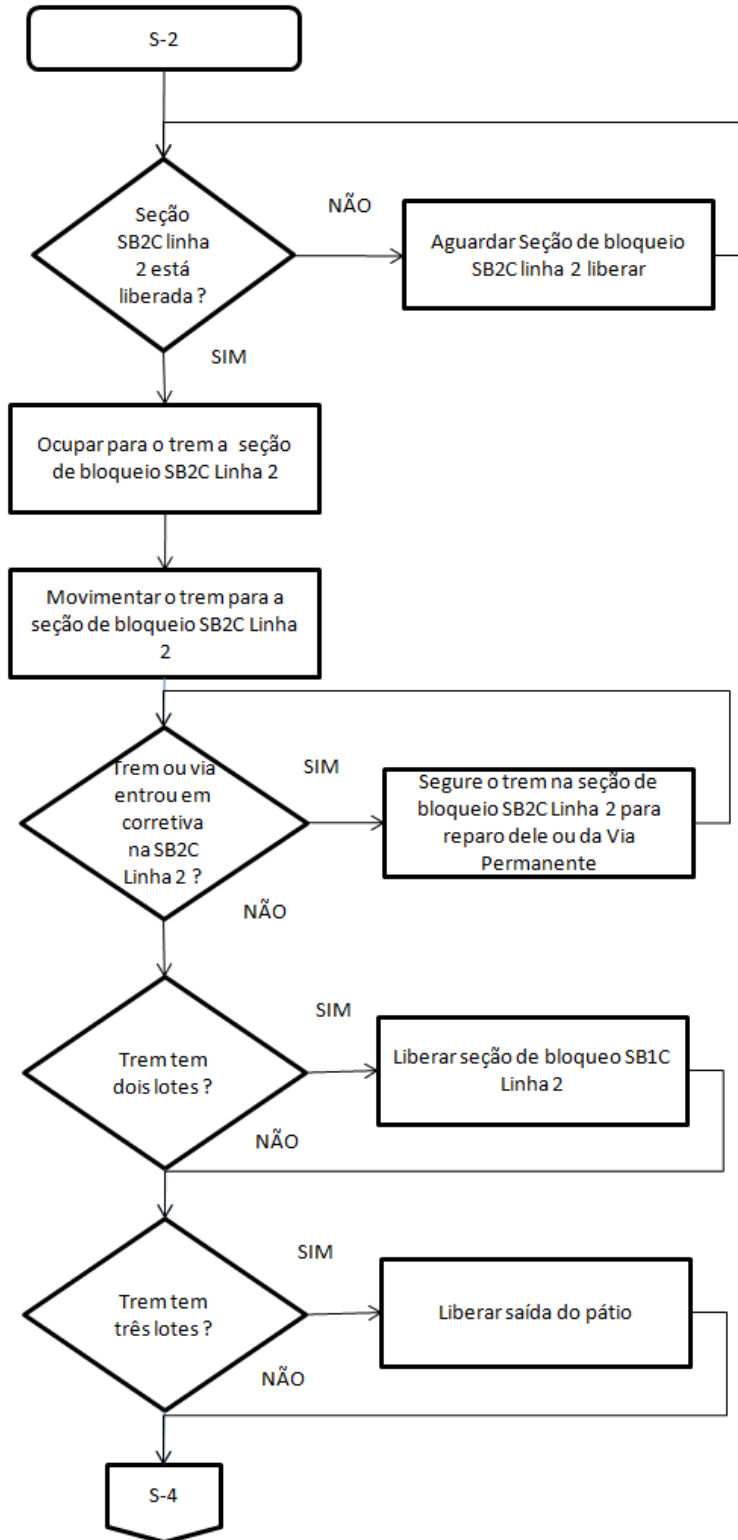 S-2
Seção
SB2C linha
2 está
liberada ?
NÃO
Aguardar Seção de bloqueio
SB2C linha 2 liberar
SIM
Ocupar para o trem a seção
de bloqueio SB2C Linha 2
Movimentar o trem para a
seção de bloqueio SB2C Linha
2
Trem ou via
entrou em
corretiva
na SB2C
Linha 2 ?
SIM
Segure o trem na seção de
bloqueio SB2C Linha 2 para
reparo dele ou da Via
Permanente
NÃO
Trem tem
dois lotes ?
SIM
Liberar seção de bloqueo SB1C
Linha 2
NÃO
Trem tem
três lotes ?
SIM
Liberar saída do pátio
NÃO
S-4